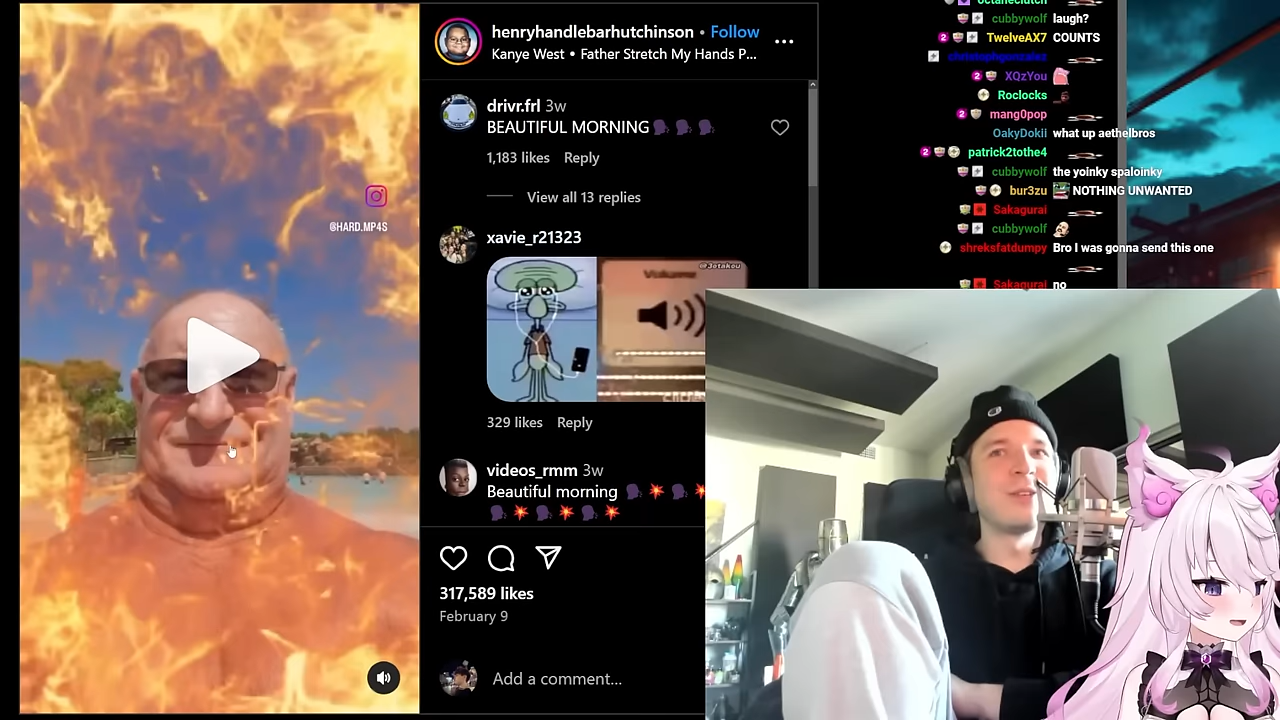 @HARD.MP4S
henryhandlebarhutchinson • Follow
Kanye West • Father Stretch My Hands P...
drivr.frl 3w
BEAUTIFUL MORNING
1,183 likes Reply
View all 13 replies
xavie_r21323
@3otakou
Volume
329 likes Reply
videos_rmm 3w
Beautiful morning
317,589 likes
February 9
Add a comment...
cubbywolf laugh?
TwelveAX7 COUNTS
XQzYou
Roclocks
mang0pop
OakyDokii what up aethelbros
patrick2tothe4
cubbywolf the yoinky spaloinky
bur3zu NOTHING UNWANTED
Sakagurai
cubbywolf
shreksfatdumpy Bro I was gonna send this one
Sakagurai no